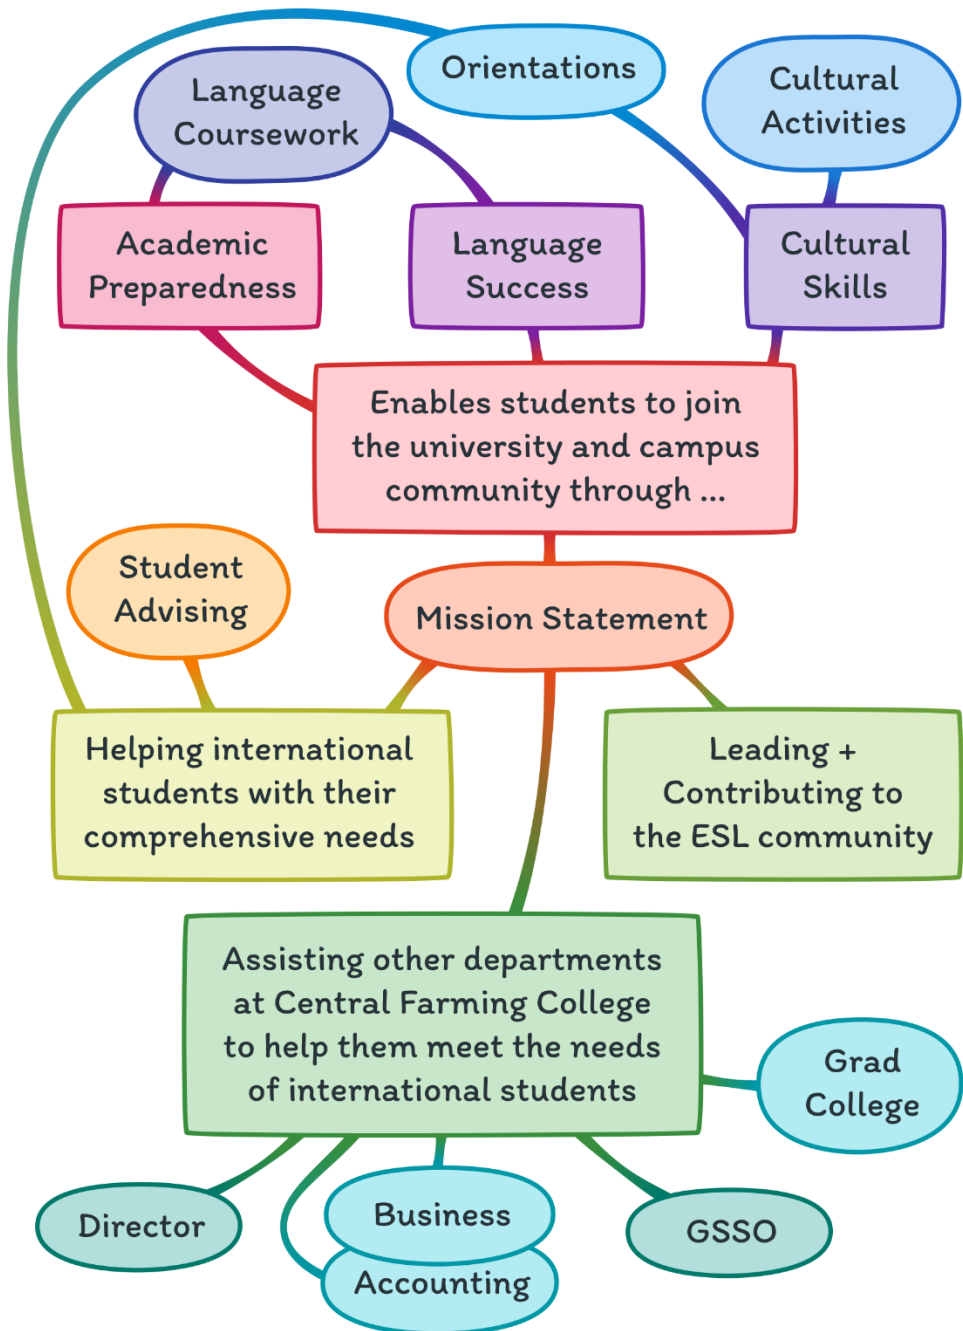 Orientations
Language
Coursework
Cultural
Activities
Academic
Preparedness
Language
Success
Cultural
Skills
Enables students to join
the university and campus
community through ...
Student
Advising
Mission Statement
Helping international
students with their
comprehensive needs
Leading +
Contributing to
the ESL community
Assisting other departments
at Central Farming College
to help them meet the needs
of international students
Grad
College
Director
Business
Accounting
GSSO